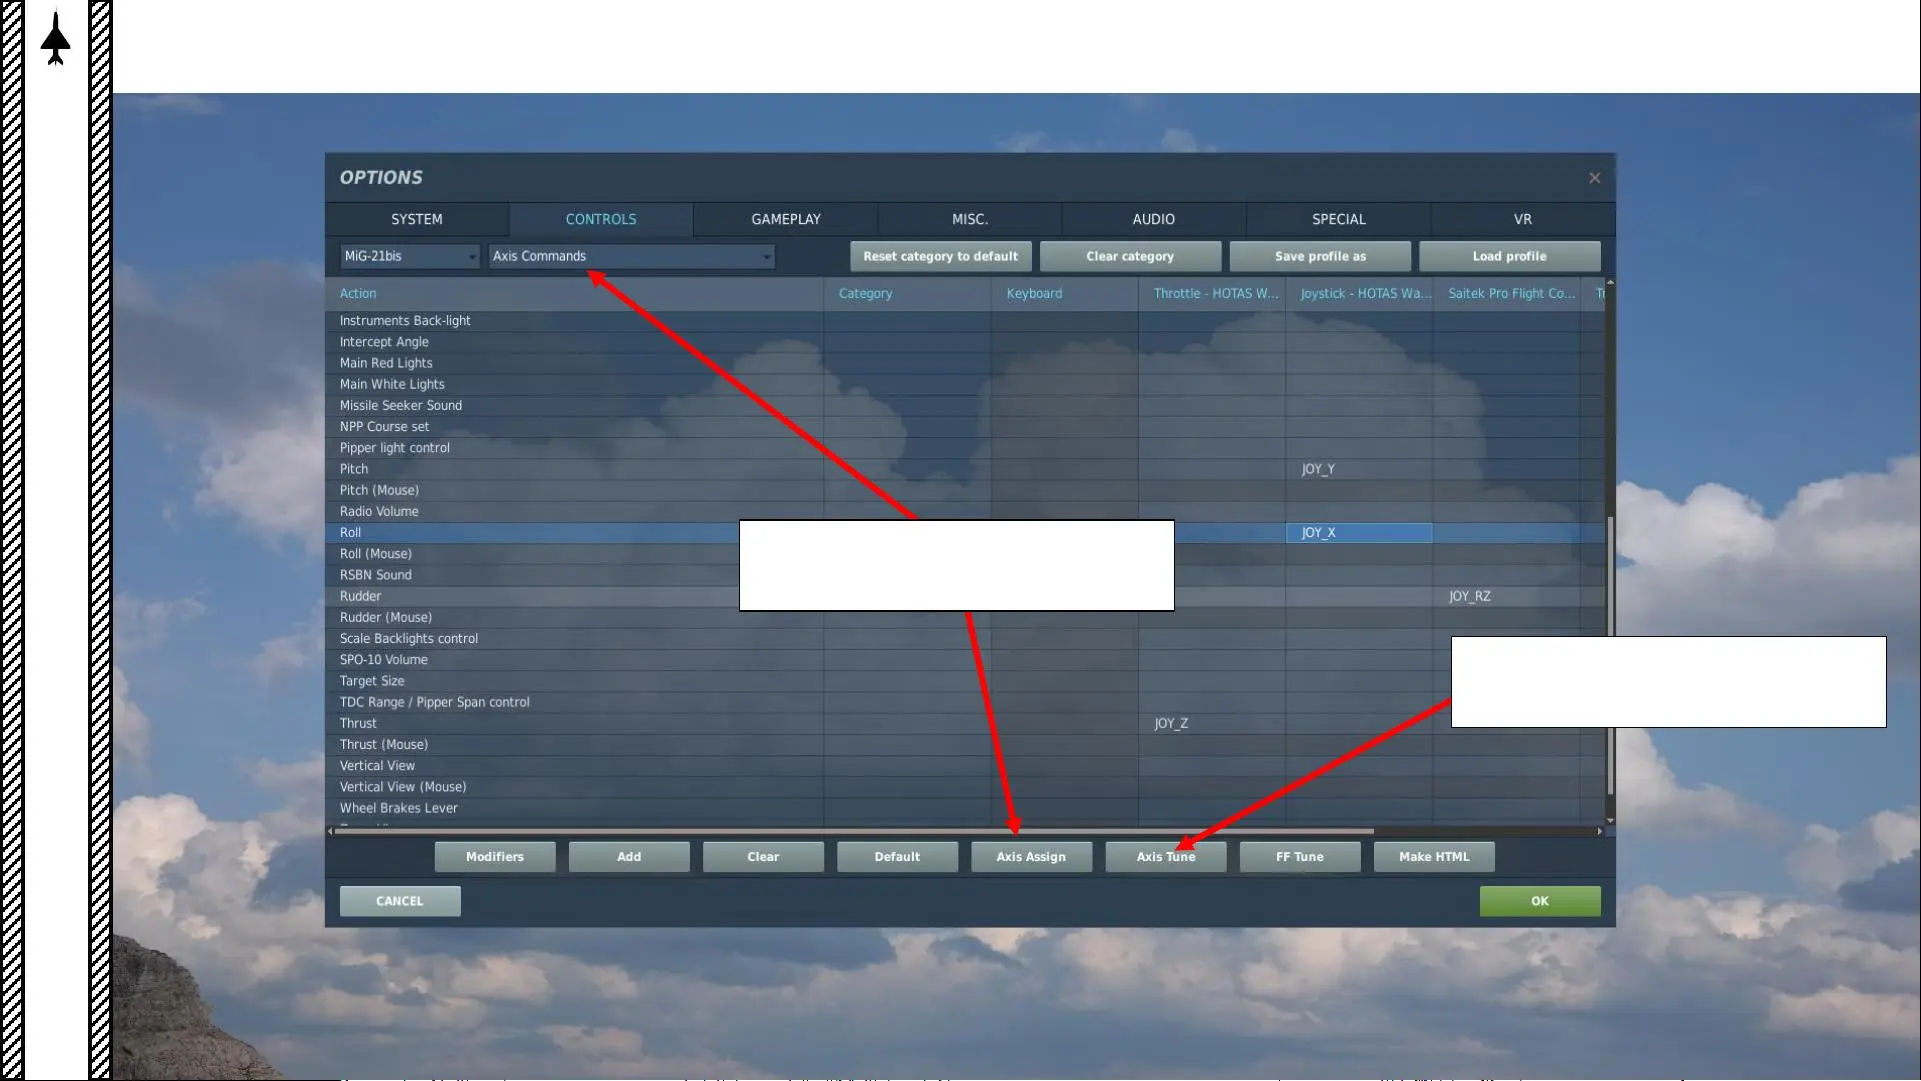 OPTIONS
SYSTEM CONTROLS GAMEPLAY MISC. AUDIO SPECIAL VR
MiG-21bis Axis Commands Reset category to default Clear category Save profile as Load profile
Action Category Keyboard Throttle - HOTAS W... Joystick - HOTAS Wa... Saitek Pro Flight Co...
Instruments Back-light
Intercept Angle
Main Red Lights
Main White Lights
Missile Seeker Sound
NPP Course set
Pipper light control
Pitch JOY_Y
Pitch (Mouse)
Radio Volume
Roll JOY_X
Roll (Mouse)
RSBN Sound
Rudder JOY_RZ
Rudder (Mouse)
Scale Backlights control
SPO-10 Volume
Target Size
TDC Range / Pipper Span control
Thrust JOY_Z
Thrust (Mouse)
Vertical View
Vertical View (Mouse)
Wheel Brakes Lever
Modifiers Add Clear Default Axis Assign Axis Tune FF Tune Make HTML
CANCEL OK